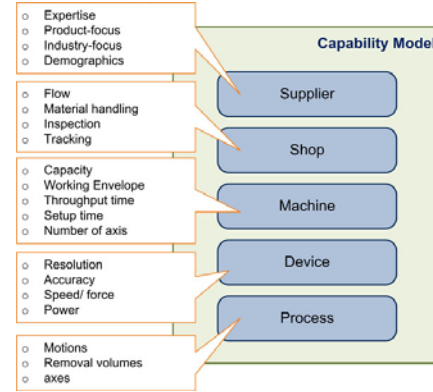 Expertise
Product-focus
Industry-focus
Demographics
Capability Model
Supplier
Flow
Material handling
Inspection
Tracking
Shop
Capacity
Working Envelope
Throughput time
Setup time
Number of axis
Machine
Resolution
Accuracy
Speed/ force
Power
Device
Process
Motions
Removal volumes
axes